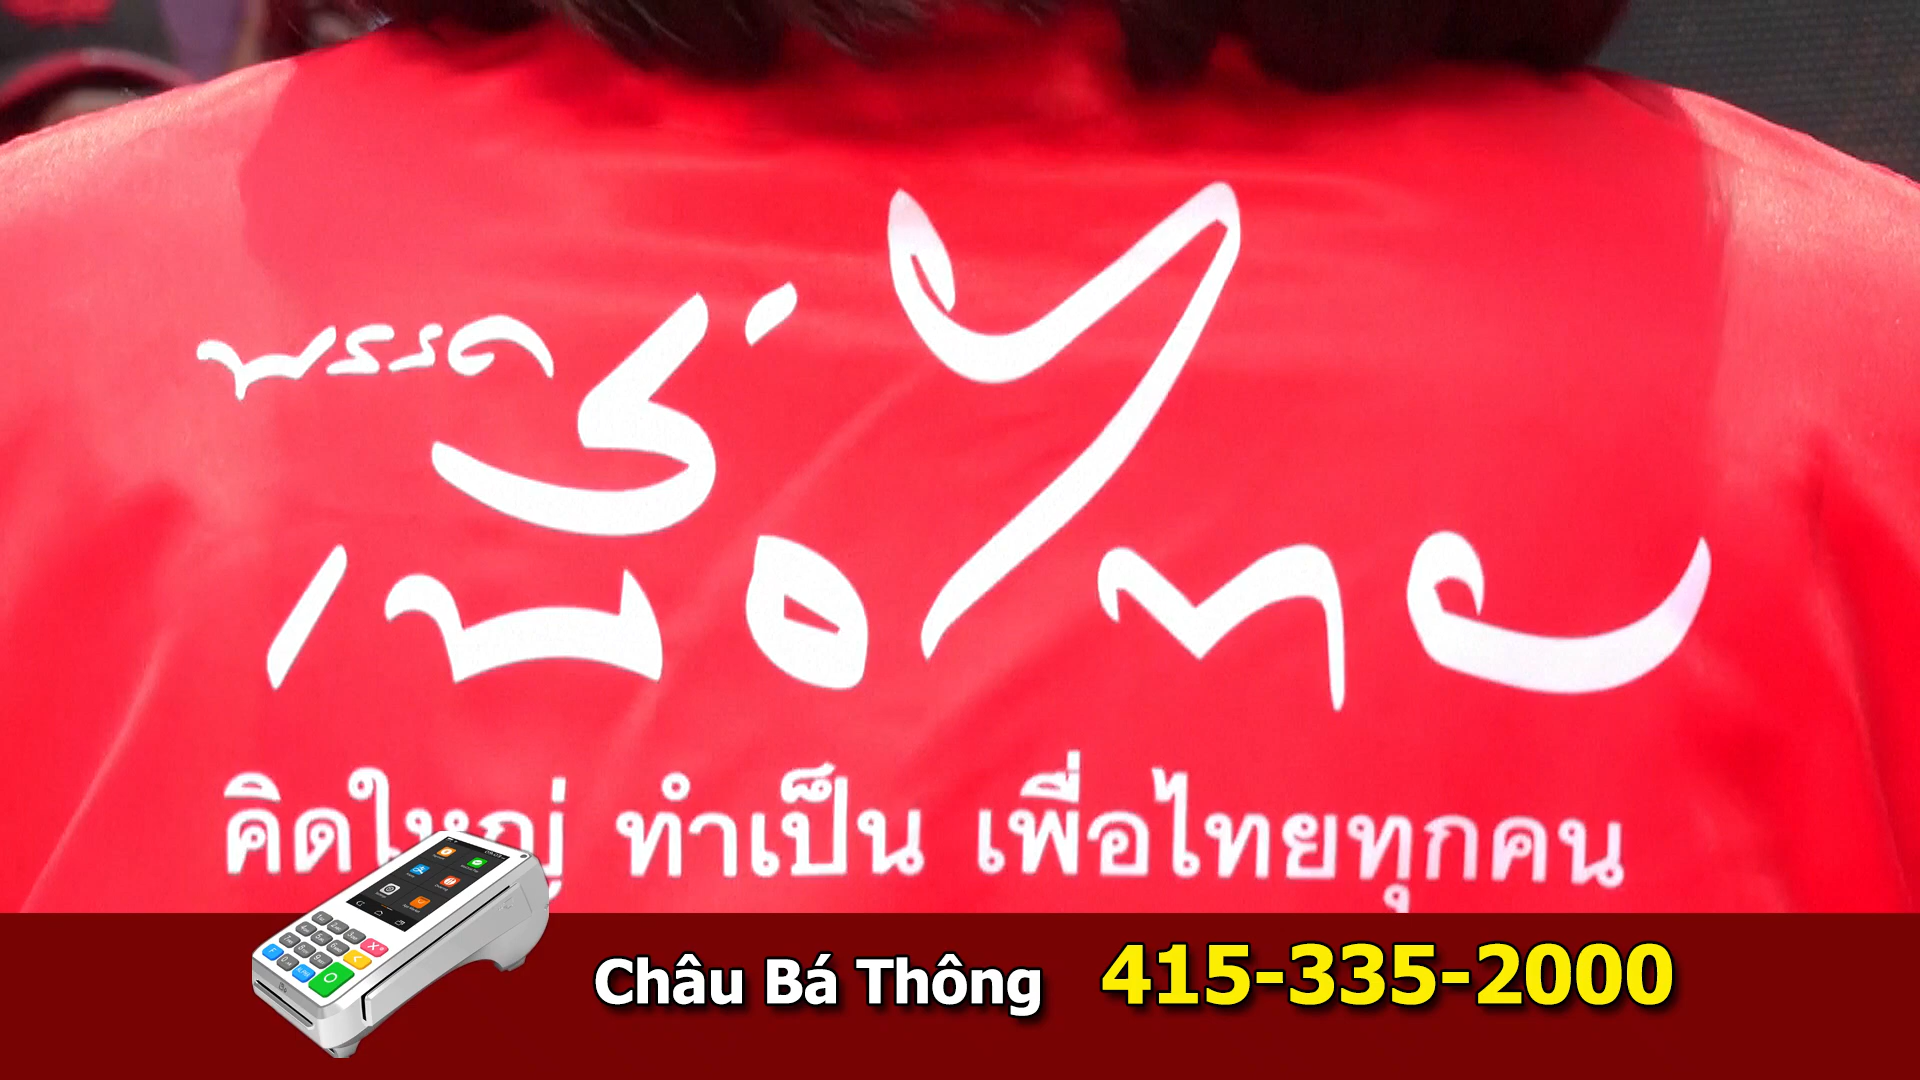 พรรค
เพื่อไทย
คิดใหญ่ ทำเป็น เพื่อไทยทุกคน
Châu Bá Thông 415-335-2000